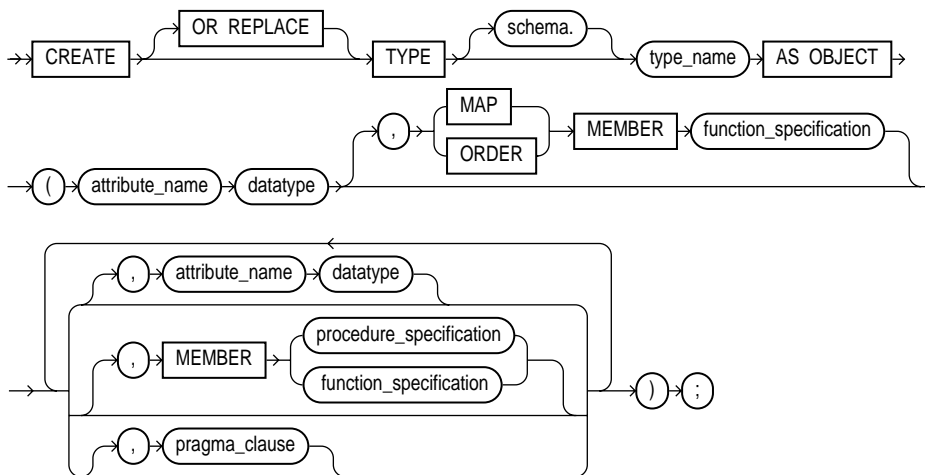 OR REPLACE schema.
CREATE TYPE type_name AS OBJECT
MAP
, MEMBER function_specification
ORDER
( attribute_name datatype
, attribute_name datatype
procedure_specification
, MEMBER
function_specification
) ;
, pragma_clause